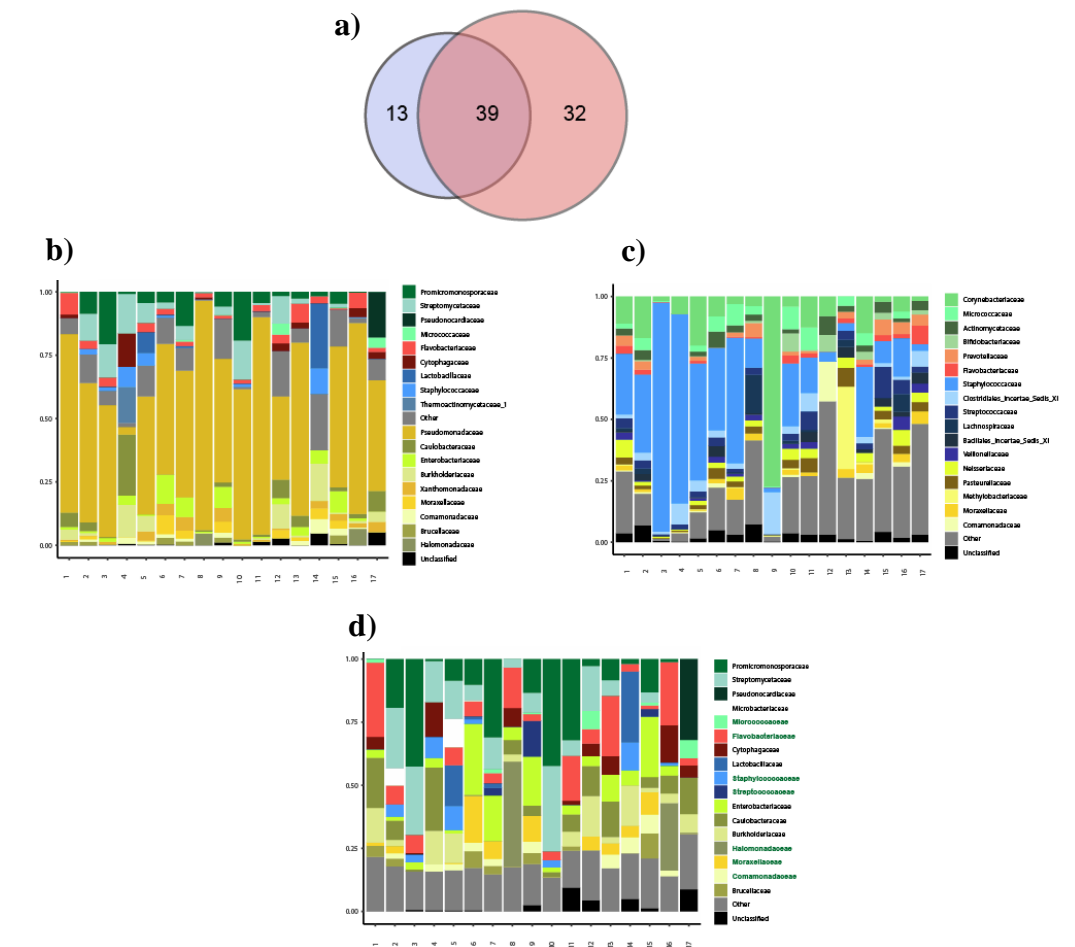 a)
13 39 32
b)
1.00
0.75
0.50
0.25
0.00
1 2 3 4 5 6 7 8 9 10 11 12 13 14 15 16 17
Promicromonosporaceae
Streptomycetaceae
Pseudonocardiaceae
Micrococcaceae
Flavobacteriaceae
Cytophagaceae
Lactobacillaceae
Staphylococcaceae
Thermoactinomycetaceae_1
Other
Pseudomonadaceae
Caulobacteraceae
Enterobacteriaceae
Burkholderiaceae
Xanthomonadaceae
Moraxellaceae
Comamonadaceae
Brucellaceae
Halomonadaceae
Unclassified
c)
1.00
0.75
0.50
0.25
0.00
1 2 3 4 5 6 7 8 9 10 11 12 13 14 15 16 17
Corynebacteriaceae
Micrococcaceae
Actinomycetaceae
Bifidobacteriaceae
Prevotellaceae
Flavobacteriaceae
Staphylococcaceae
Clostridiales_Incertae_Sedis_XI
Streptococcaceae
Lachnospiraceae
Bacillales_Incertae_Sedis_XI
Veillonellaceae
Neisseriaceae
Pasteurellaceae
Methylobacteriaceae
Moraxellaceae
Comamonadaceae
Other
Unclassified
d)
1.00
0.75
0.50
0.25
0.00
1 2 3 4 5 6 7 8 9 10 11 12 13 14 15 16 17
Promicromonosporaceae
Streptomycetaceae
Pseudonocardiaceae
Microbacteriaceae
Micrococcaceae
Flavobacteriaceae
Cytophagaceae
Lactobacillaceae
Staphylococcaceae
Streptococcaceae
Enterobacteriaceae
Caulobacteraceae
Burkholderiaceae
Halomonadaceae
Moraxellaceae
Comamonadaceae
Brucellaceae
Other
Unclassified